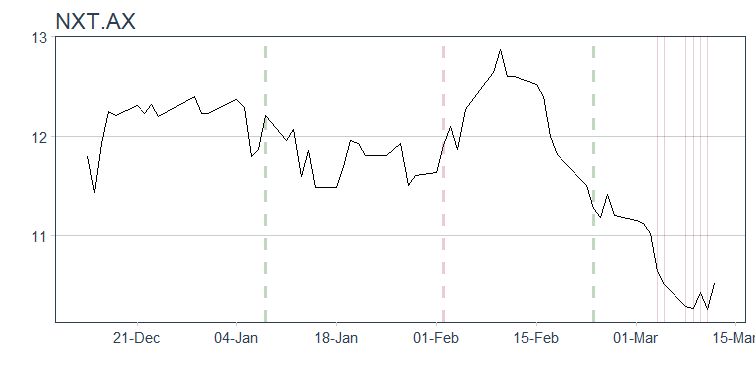 NXT.AX
13
12
11
21-Dec
04-Jan
18-Jan
01-Feb
15-Feb
01-Mar
15-Mar